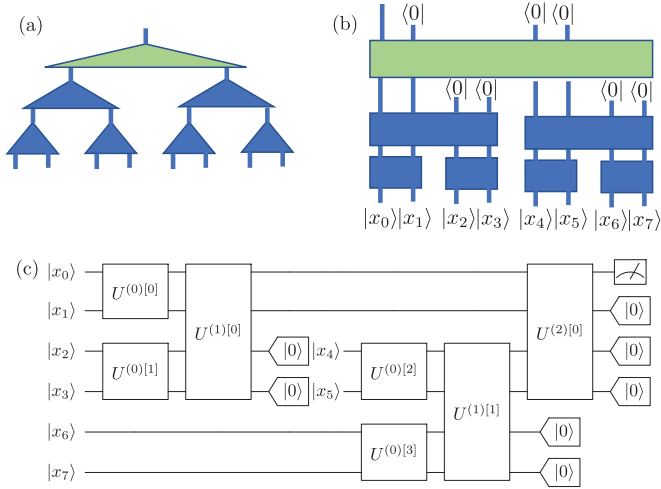 (a)
(b)
⟨0| ⟨0| ⟨0|
⟨0| ⟨0| ⟨0| ⟨0|
|x₀⟩ |x₁⟩ |x₂⟩ |x₃⟩ |x₄⟩ |x₅⟩ |x₆⟩ |x₇⟩
(c)
|x₀⟩
U⁽⁰⁾[0]
|x₁⟩ |0⟩
U⁽¹⁾[0] U⁽²⁾[0]
|x₂⟩ |0⟩ |x₄⟩ |0⟩
U⁽⁰⁾[1] U⁽⁰⁾[2]
|x₃⟩ |0⟩ |x₅⟩ |0⟩
U⁽¹⁾[1]
|x₆⟩ |0⟩
U⁽⁰⁾[3]
|x₇⟩ |0⟩